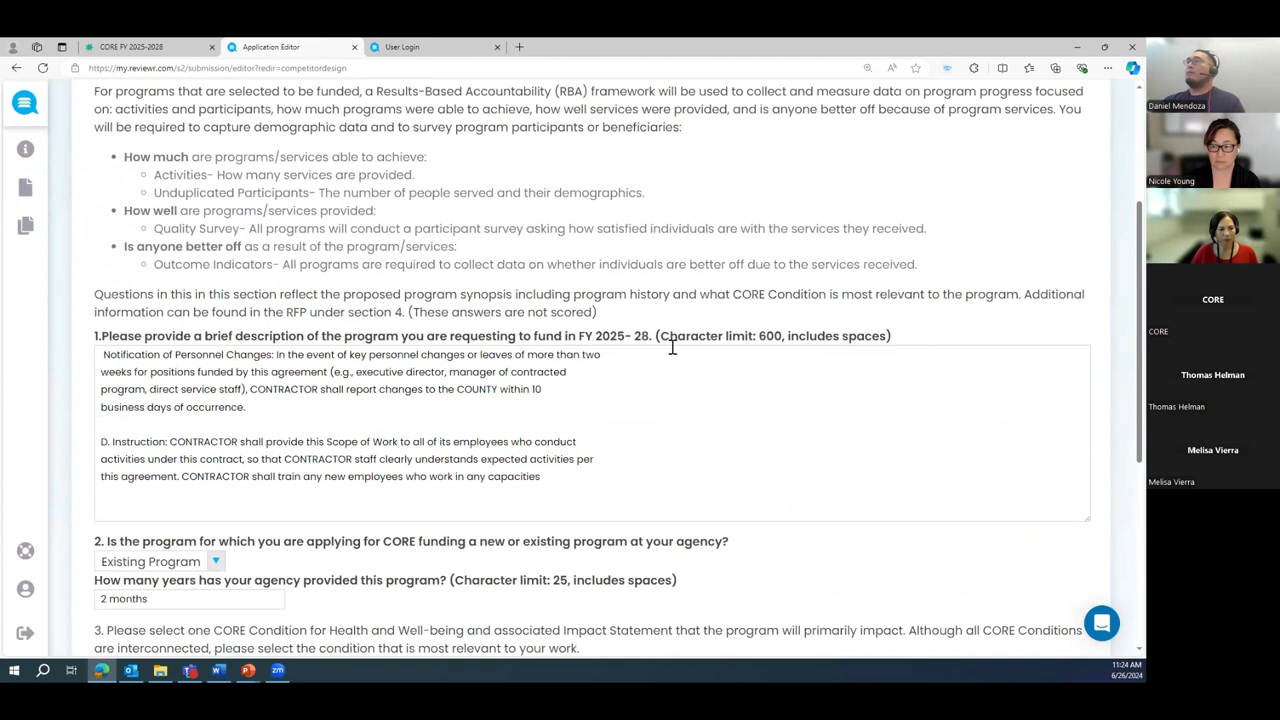 CORE FY 2025-2028
Application Editor
User Login
https://my.reviewr.com/s2/submission/editor?redir=competitordesign
For programs that are selected to be funded, a Results-Based Accountability (RBA) framework will be used to collect and measure data on program progress focused
on: activities and participants, how much programs were able to achieve, how well services were provided, and is anyone better off because of program services. You
will be required to capture demographic data and to survey program participants or beneficiaries:
• How much are programs/services able to achieve:
Activities- How many services are provided.
Unduplicated Participants- The number of people served and their demographics.
• How well are programs/services provided:
Quality Survey- All programs will conduct a participant survey asking how satisfied individuals are with the services they received.
• Is anyone better off as a result of the program/services:
Outcome Indicators- All programs are required to collect data on whether individuals are better off due to the services received.
Questions in this in this section reflect the proposed program synopsis including program history and what CORE Condition is most relevant to the program. Additional
information can be found in the RFP under section 4. (These answers are not scored)
1.Please provide a brief description of the program you are requesting to fund in FY 2025- 28. (Character limit: 600, includes spaces)
Notification of Personnel Changes: In the event of key personnel changes or leaves of more than two
weeks for positions funded by this agreement (e.g., executive director, manager of contracted
program, direct service staff), CONTRACTOR shall report changes to the COUNTY within 10
business days of occurrence.
D. Instruction: CONTRACTOR shall provide this Scope of Work to all of its employees who conduct
activities under this contract, so that CONTRACTOR staff clearly understands expected activities per
this agreement. CONTRACTOR shall train any new employees who work in any capacities
2. Is the program for which you are applying for CORE funding a new or existing program at your agency?
Existing Program
How many years has your agency provided this program? (Character limit: 25, includes spaces)
2 months
3. Please select one CORE Condition for Health and Well-being and associated Impact Statement that the program will primarily impact. Although all CORE Conditions
are interconnected, please select the condition that is most relevant to your work.
11:24 AM
6/26/2024
Daniel Mendoza
Nicole Young
CORE
CORE
Thomas Helman
Thomas Helman
Melisa Vierra
Melisa Vierra